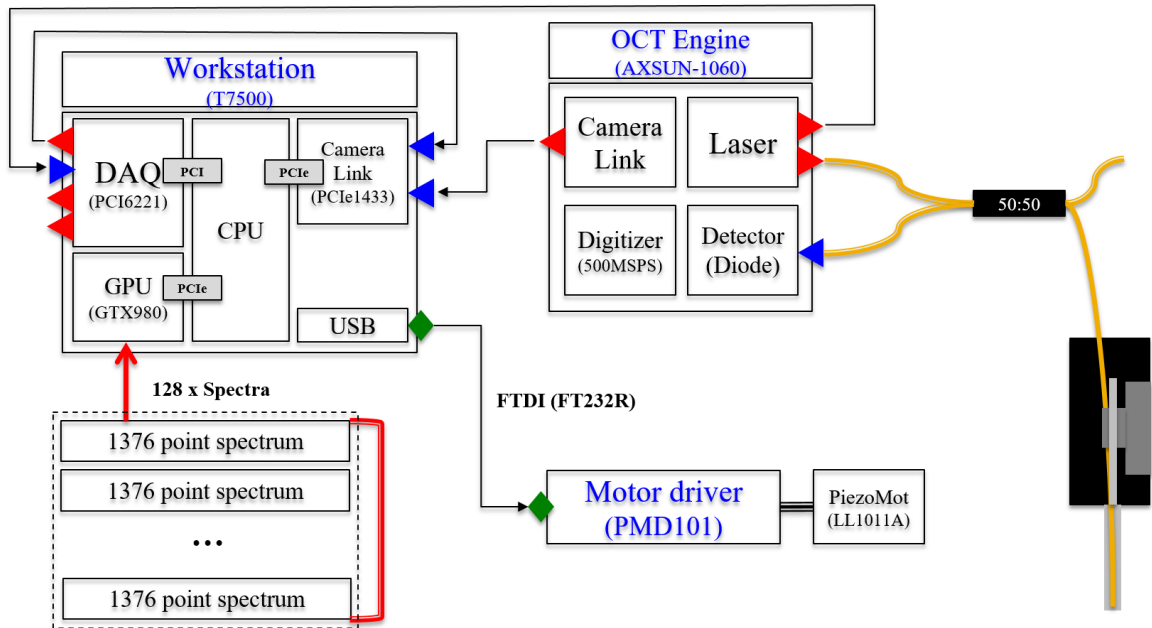 Workstation
(T7500)
DAQ
(PCI6221)
PCI
CPU
PCIe
Camera
Link
(PCIe1433)
GPU
(GTX980)
PCIe
USB
OCT Engine
(AXSUN-1060)
Camera
Link
Laser
Digitizer
(500MSPS)
Detector
(Diode)
50:50
128 x Spectra
FTDI (FT232R)
1376 point spectrum
1376 point spectrum
...
1376 point spectrum
Motor driver
(PMD101)
PiezoMot
(LL1011A)